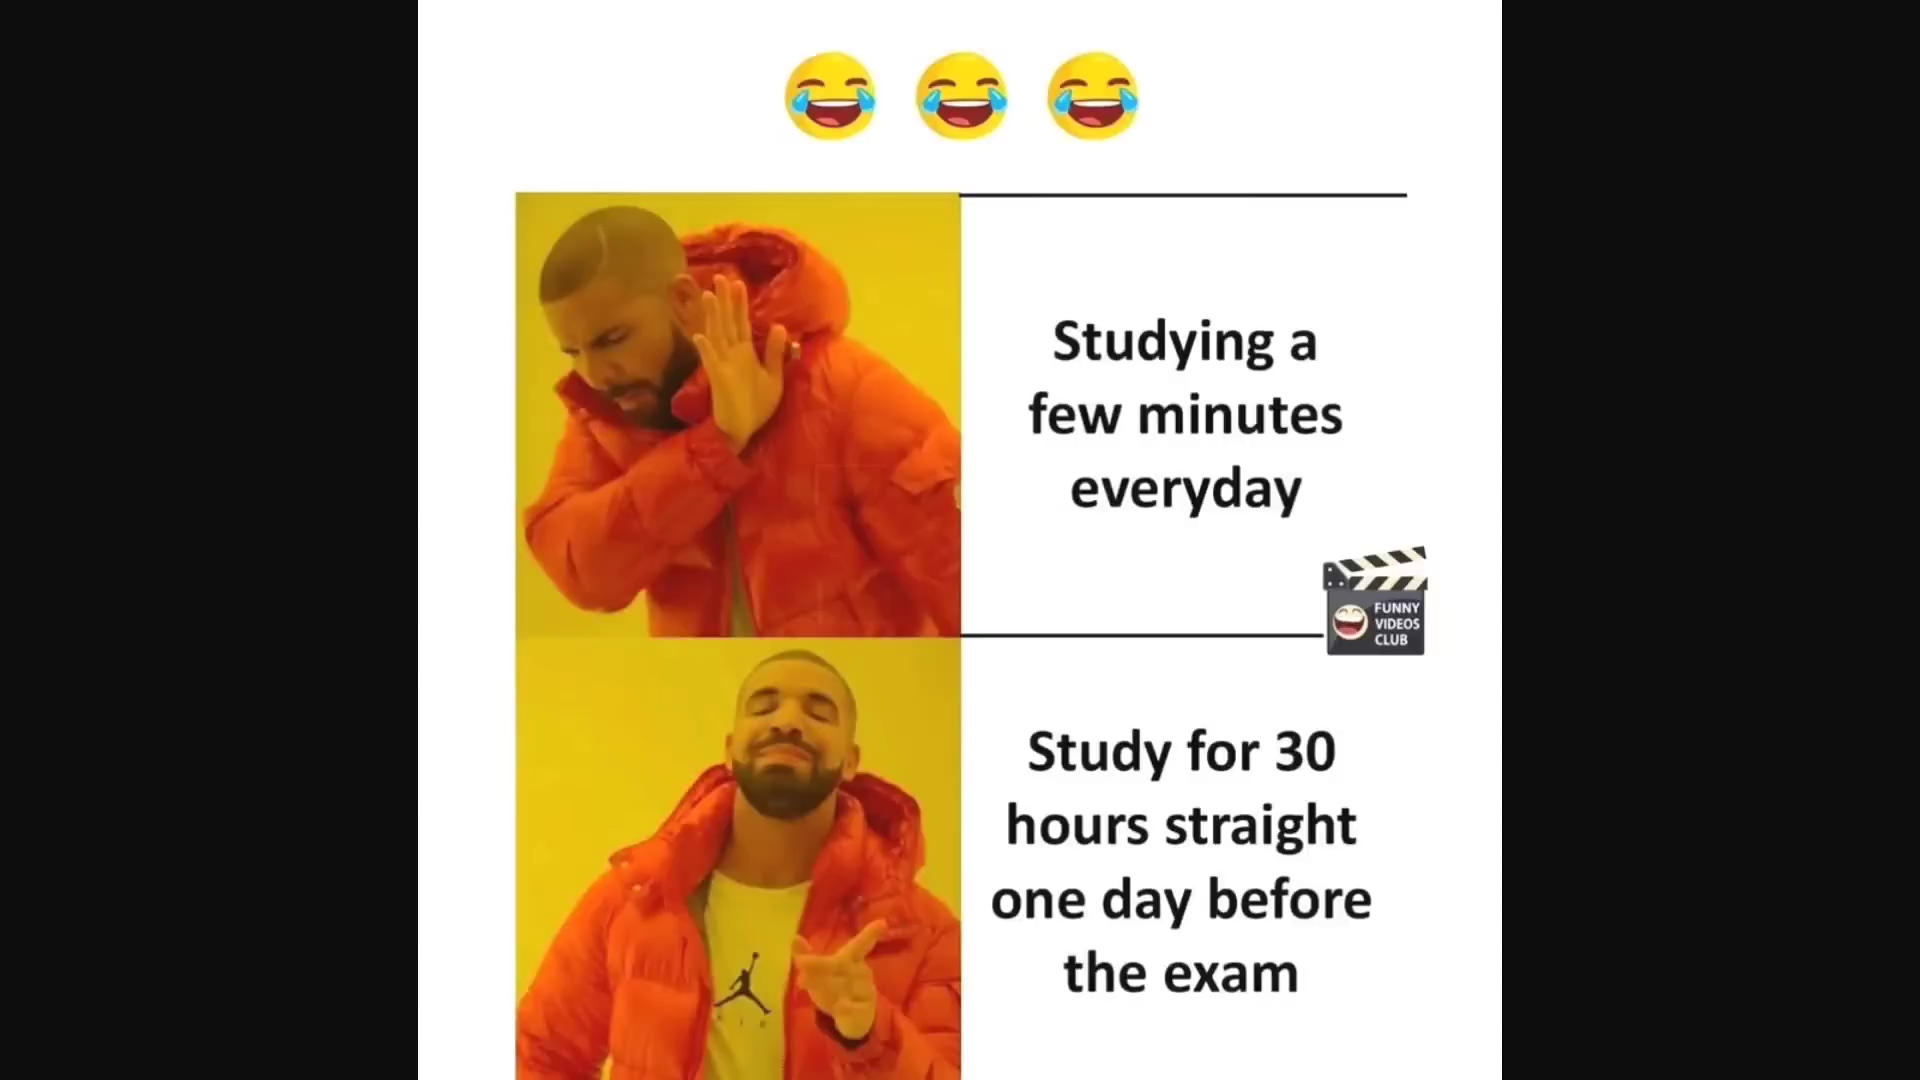 Studying a
few minutes
everyday
FUNNY
VIDEOS
CLUB
Study for 30
hours straight
one day before
the exam